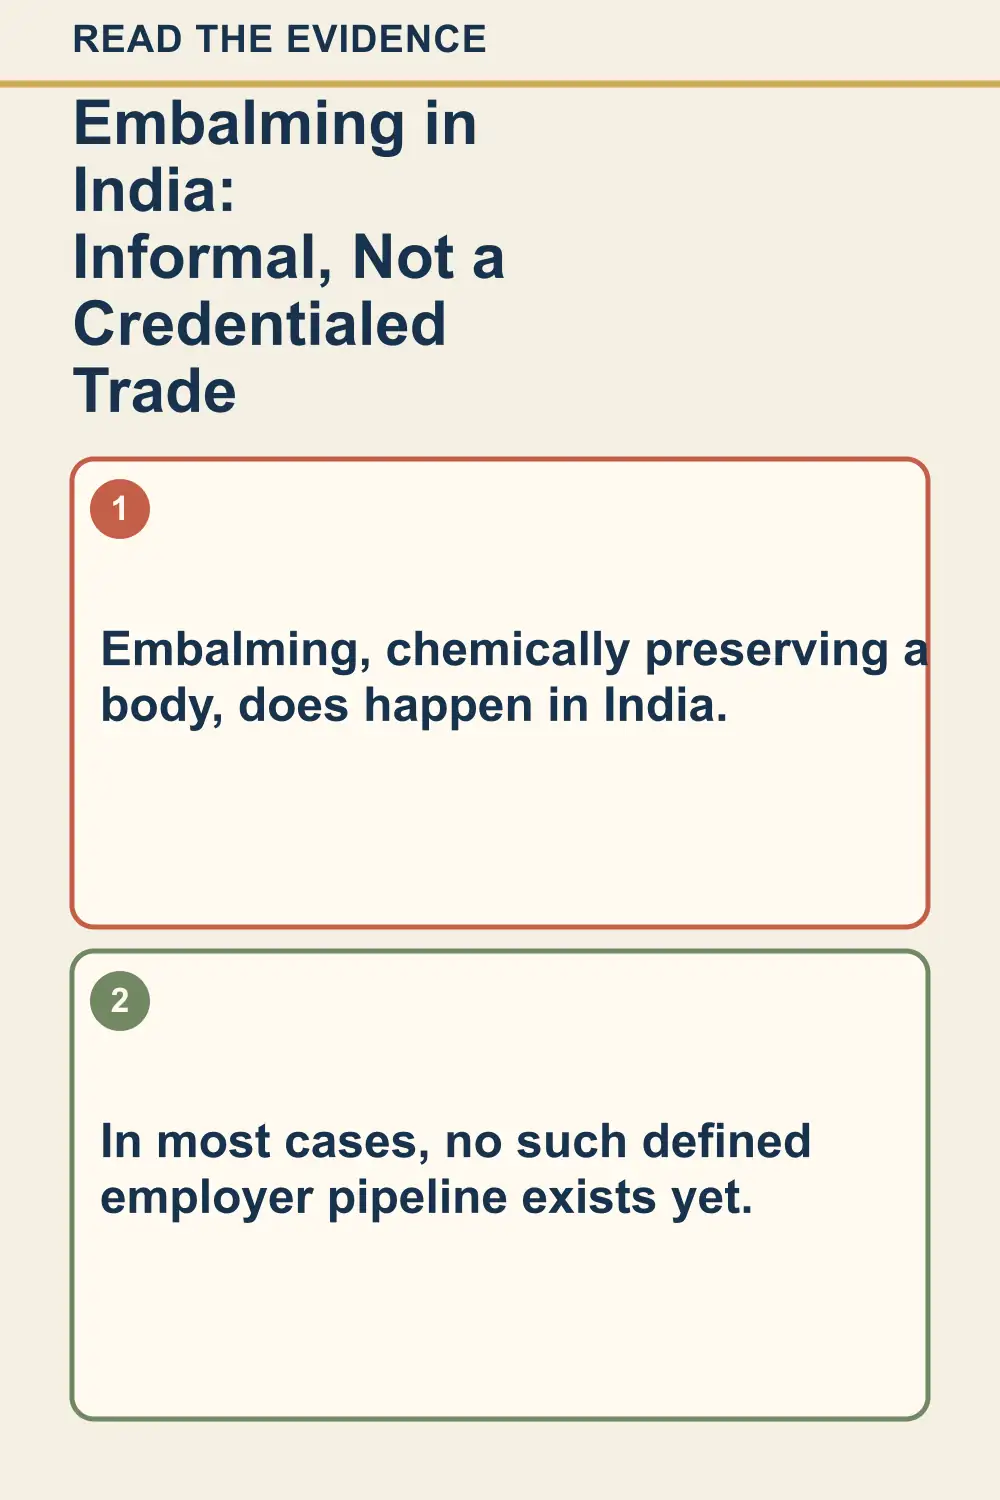 READ THE EVIDENCE
Embalming in
India:
Informal, Not a
Credentialed
Trade
1
Embalming, chemically preserving a
body, does happen in India.
2
In most cases, no such defined
employer pipeline exists yet.